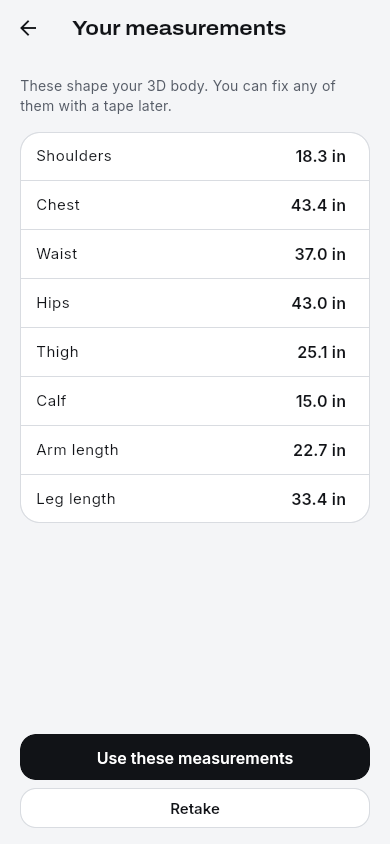 Your measurements
These shape your 3D body. You can fix any of
them with a tape later.
Shoulders 18.3 in
Chest 43.4 in
Waist 37.0 in
Hips 43.0 in
Thigh 25.1 in
Calf 15.0 in
Arm length 22.7 in
Leg length 33.4 in
Use these measurements
Retake